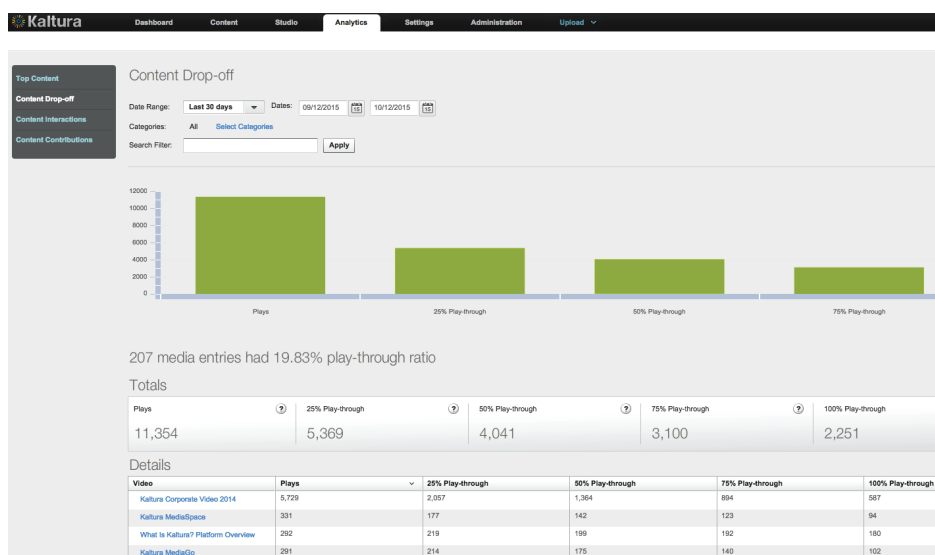 Kaltura Dashboard Content Studio Analytics Settings Administration Upload
Top Content
Content Drop-off
Content Interactions
Content Contributions
Content Drop-off
Date Range: Last 30 days Dates: 09/12/2015 15 10/12/2015 15
Categories: All Select Categories
Search Filter: Apply
12000
10000
8000
6000
4000
2000
0
Plays 25% Play-through 50% Play-through 75% Play-through
207 media entries had 19.83% play-through ratio
Totals
Plays ? 25% Play-through ? 50% Play-through ? 75% Play-through ? 100% Play-through
11,354 5,369 4,041 3,100 2,251
Details
Video Plays 25% Play-through 50% Play-through 75% Play-through 100% Play-through
Kaltura Corporate Video 2014 5,729 2,057 1,364 894 587
Kaltura MediaSpace 331 177 142 123 94
What Is Kaltura? Platform Overview 292 219 199 192 180
Kaltura MediaGo 291 214 175 140 102